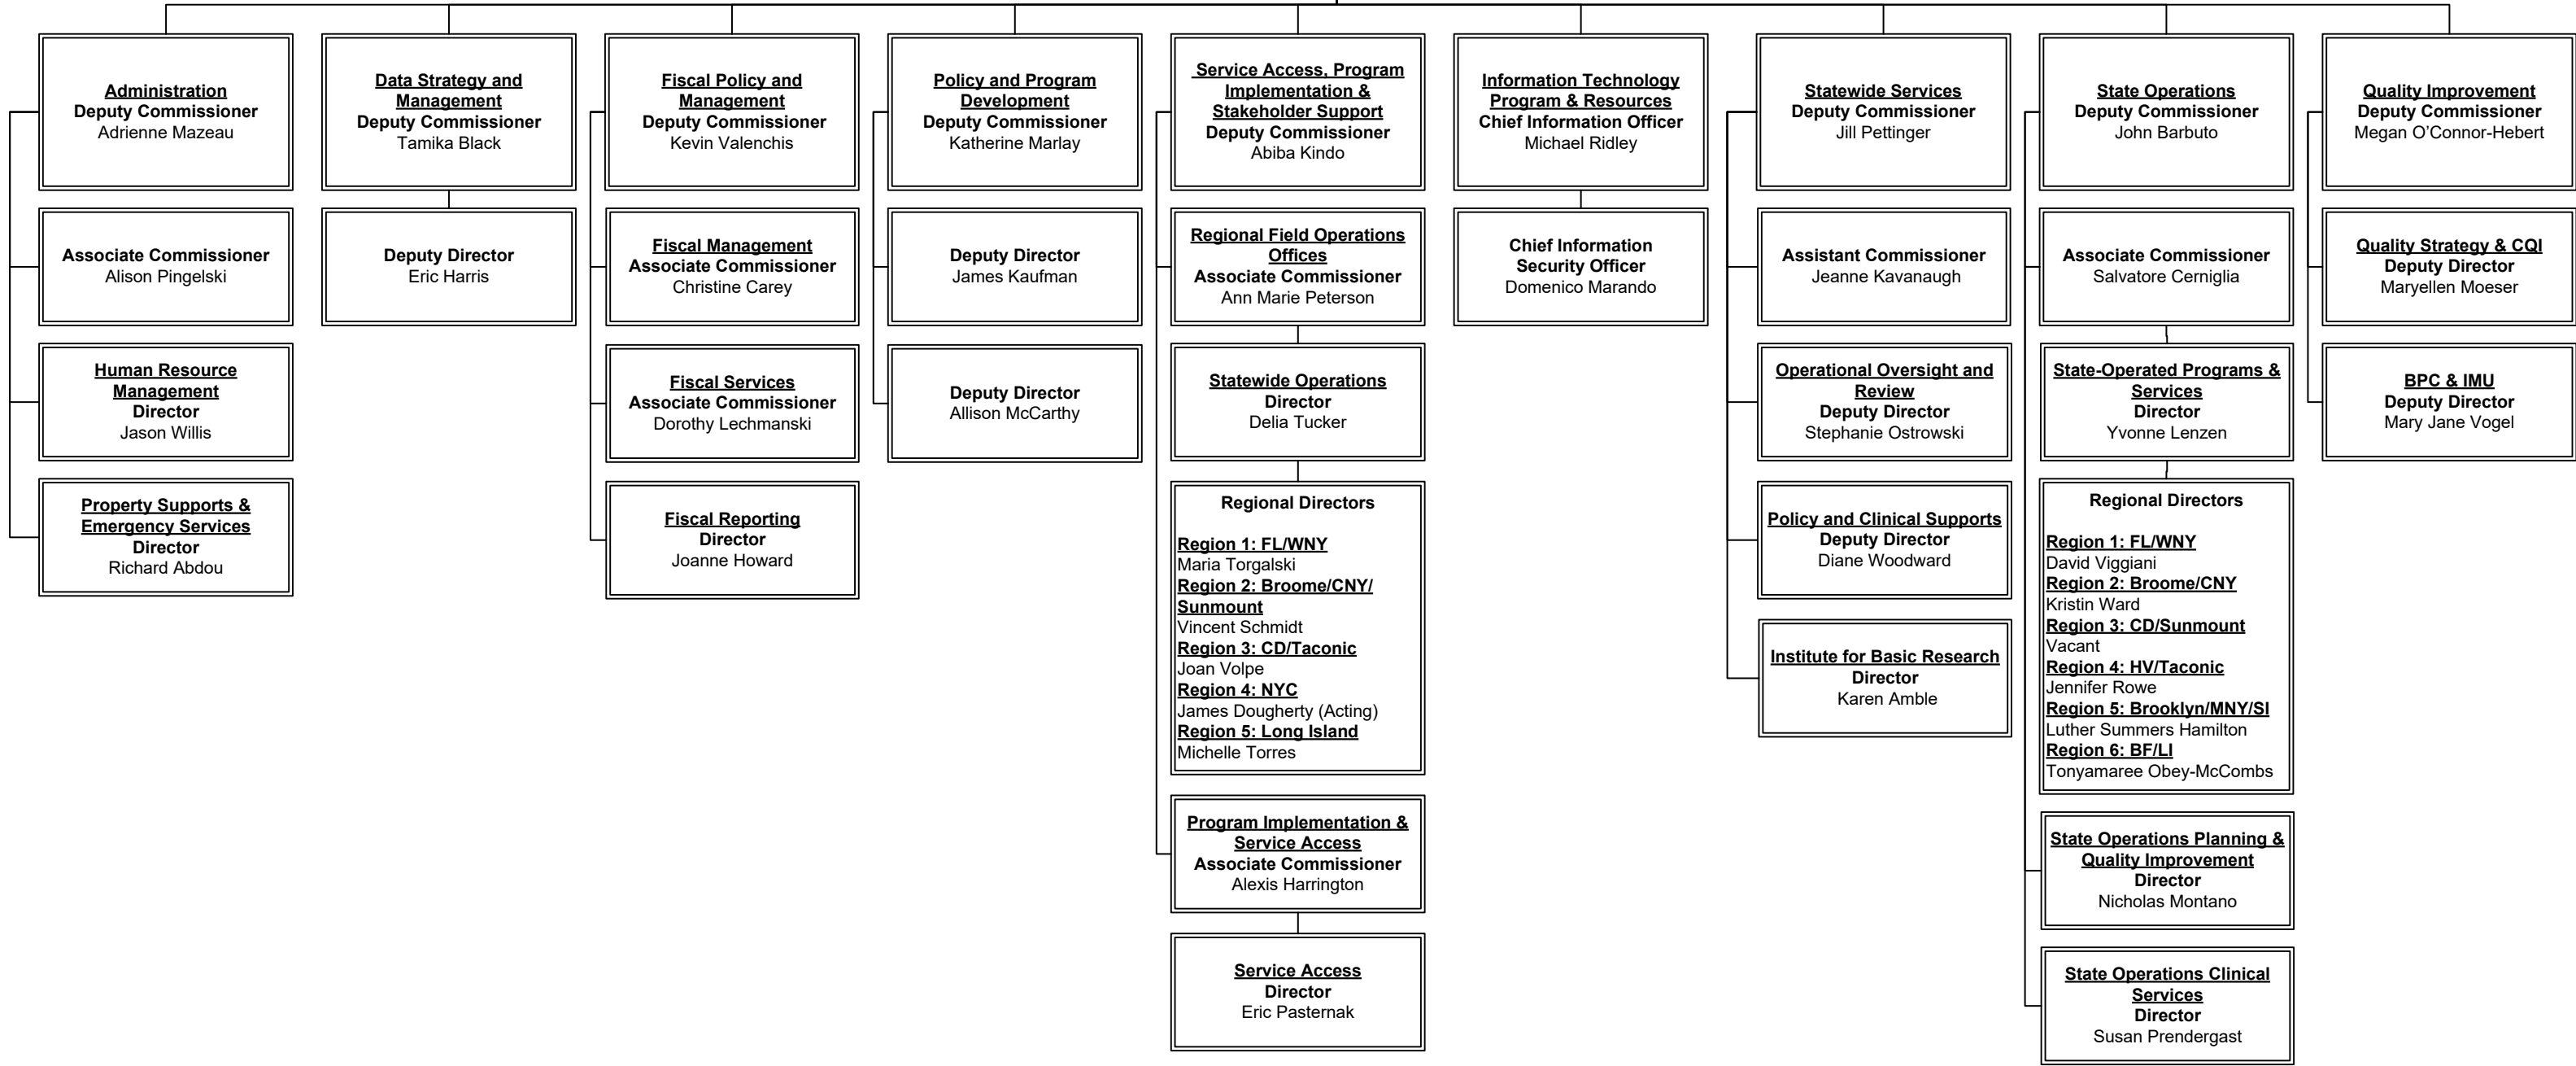 Administration
Deputy Commissioner
Adrienne Mazeau
Associate Commissioner
Alison Pingelski
Human Resource
Management
Director
Jason Willis
Property Supports &
Emergency Services
Director
Richard Abdou
Data Strategy and
Management
Deputy Commissioner
Tamika Black
Deputy Director
Eric Harris
Fiscal Policy and
Management
Deputy Commissioner
Kevin Valenchis
Fiscal Management
Associate Commissioner
Christine Carey
Fiscal Services
Associate Commissioner
Dorothy Lechmanski
Fiscal Reporting
Director
Joanne Howard
Policy and Program
Development
Deputy Commissioner
Katherine Marlay
Deputy Director
James Kaufman
Deputy Director
Allison McCarthy
Service Access, Program
Implementation &
Stakeholder Support
Deputy Commissioner
Abiba Kindo
Regional Field Operations
Offices
Associate Commissioner
Ann Marie Peterson
Statewide Operations
Director
Delia Tucker
Regional Directors
Region 1: FL/WNY
Maria Torgalski
Region 2: Broome/CNY/
Sunmount
Vincent Schmidt
Region 3: CD/Taconic
Joan Volpe
Region 4: NYC
James Dougherty (Acting)
Region 5: Long Island
Michelle Torres
Program Implementation &
Service Access
Associate Commissioner
Alexis Harrington
Service Access
Director
Eric Pasternak
Information Technology
Program & Resources
Chief Information Officer
Michael Ridley
Chief Information
Security Officer
Domenico Marando
Statewide Services
Deputy Commissioner
Jill Pettinger
Assistant Commissioner
Jeanne Kavanaugh
Operational Oversight and
Review
Deputy Director
Stephanie Ostrowski
Policy and Clinical Supports
Deputy Director
Diane Woodward
Institute for Basic Research
Director
Karen Amble
State Operations
Deputy Commissioner
John Barbuto
Associate Commissioner
Salvatore Cerniglia
State-Operated Programs &
Services
Director
Yvonne Lenzen
Regional Directors
Region 1: FL/WNY
David Viggiani
Region 2: Broome/CNY
Kristin Ward
Region 3: CD/Sunmount
Vacant
Region 4: HV/Taconic
Jennifer Rowe
Region 5: Brooklyn/MNY/SI
Luther Summers Hamilton
Region 6: BF/LI
Tonyamaree Obey-McCombs
State Operations Planning &
Quality Improvement
Director
Nicholas Montano
State Operations Clinical
Services
Director
Susan Prendergast
Quality Improvement
Deputy Commissioner
Megan O’Connor-Hebert
Quality Strategy & CQI
Deputy Director
Maryellen Moeser
BPC & IMU
Deputy Director
Mary Jane Vogel